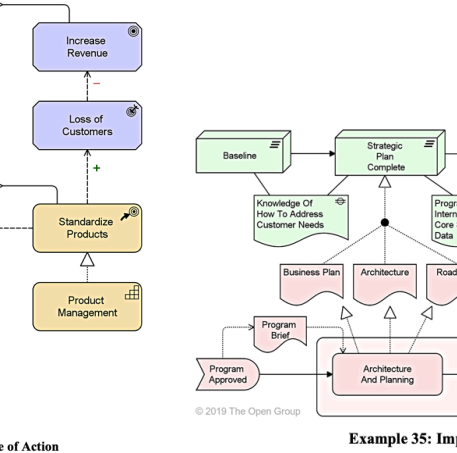 Increase
Revenue
−
Loss of
Customers
+
Standardize
Products
Product
Management
e of Action
Baseline
Strategic
Plan
Complete
Knowledge Of
How To Address
Customer Needs
Progr
Intern
Core
Data
Business Plan
Architecture
Road
Program
Brief
Program
Approved
Architecture
And Planning
© 2019 The Open Group
Example 35: Imp